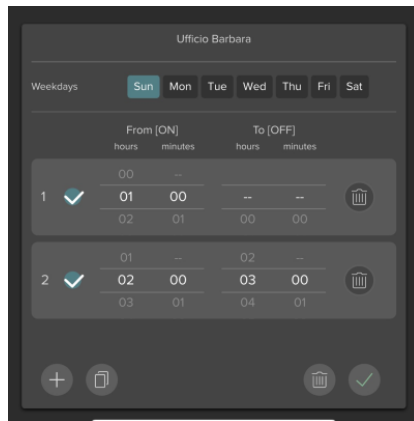 Ufficio Barbara
Weekdays Sun Mon Tue Wed Thu Fri Sat
From [ON] To [OFF]
hours minutes hours minutes
00 --
1 01 00 -- --
02 01 00 00
01 -- 02 --
2 02 00 03 00
03 01 04 01